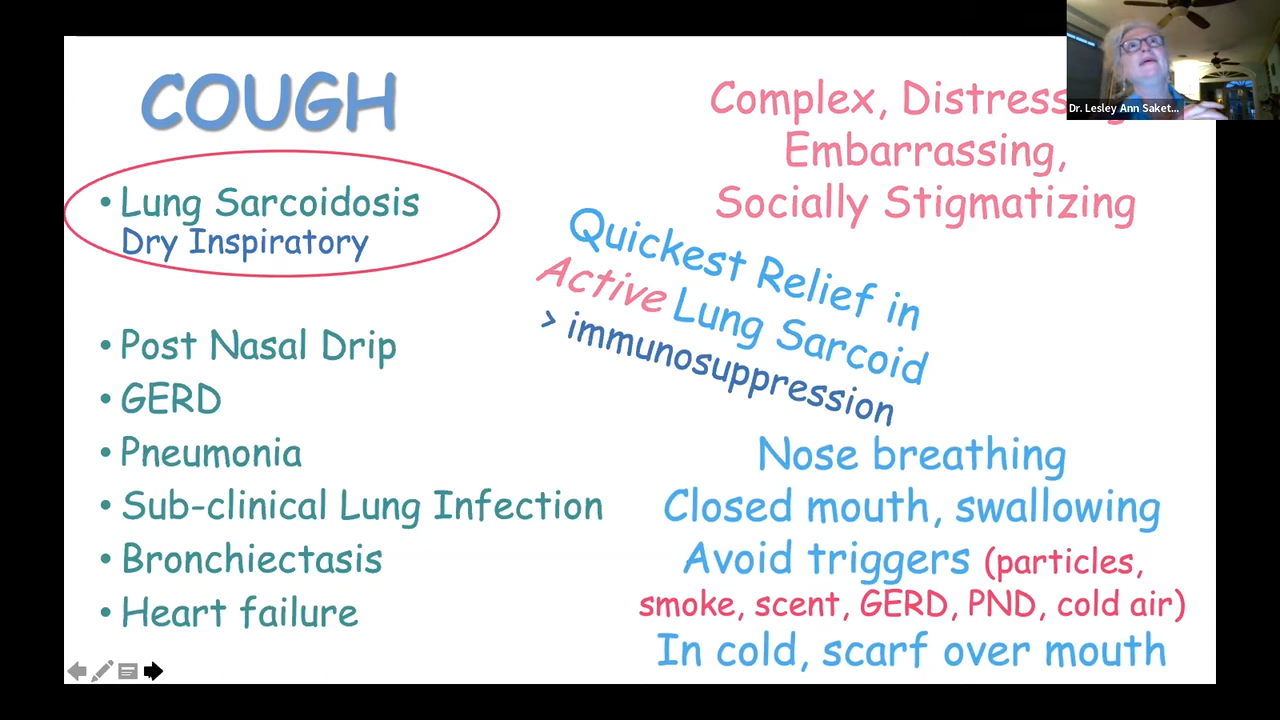 COUGH
• Lung Sarcoidosis
Dry Inspiratory
• Post Nasal Drip
• GERD
• Pneumonia
• Sub-clinical Lung Infection
• Bronchiectasis
• Heart failure
Complex,
Embarrassing,
Socially Stigmatizing
Quickest Relief in
Active Lung Sarcoid
> immunosuppression
Nose breathing
Closed mouth, swallowing
Avoid triggers (particles,
smoke, scent, GERD, PND, cold air)
In cold, scarf over mouth
Dr. Lesley Ann Saket...